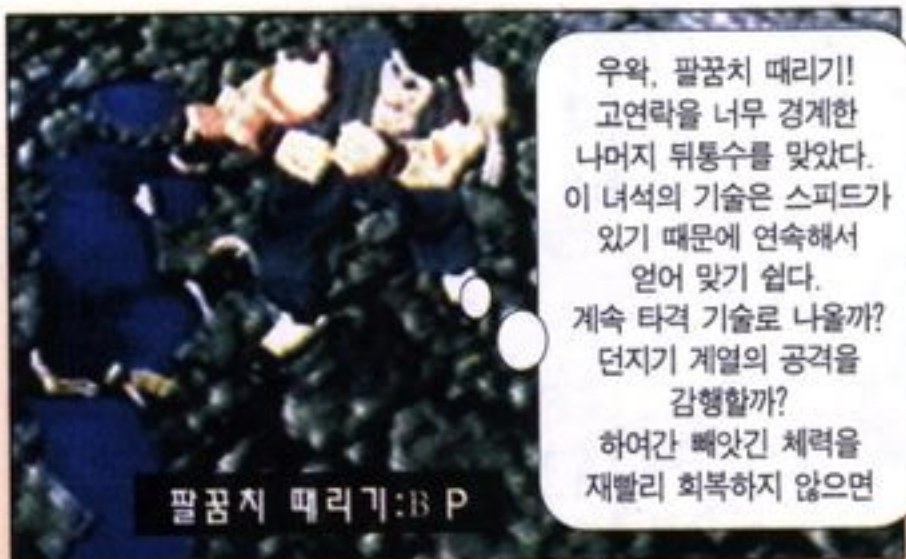 우왁, 팔꿈치 때리기!
고연락을 너무 경계한
나머지 뒤통수를 맞았다.
이 녀석의 기술은 스피드가
있기 때문에 연속해서
얻어 맞기 쉽다.
계속 타격 기술로 나올까?
던지기 계열의 공격을
감행할까?
하여간 빼앗긴 체력을
재빨리 회복하지 않으면
팔꿈치 때리기:B P